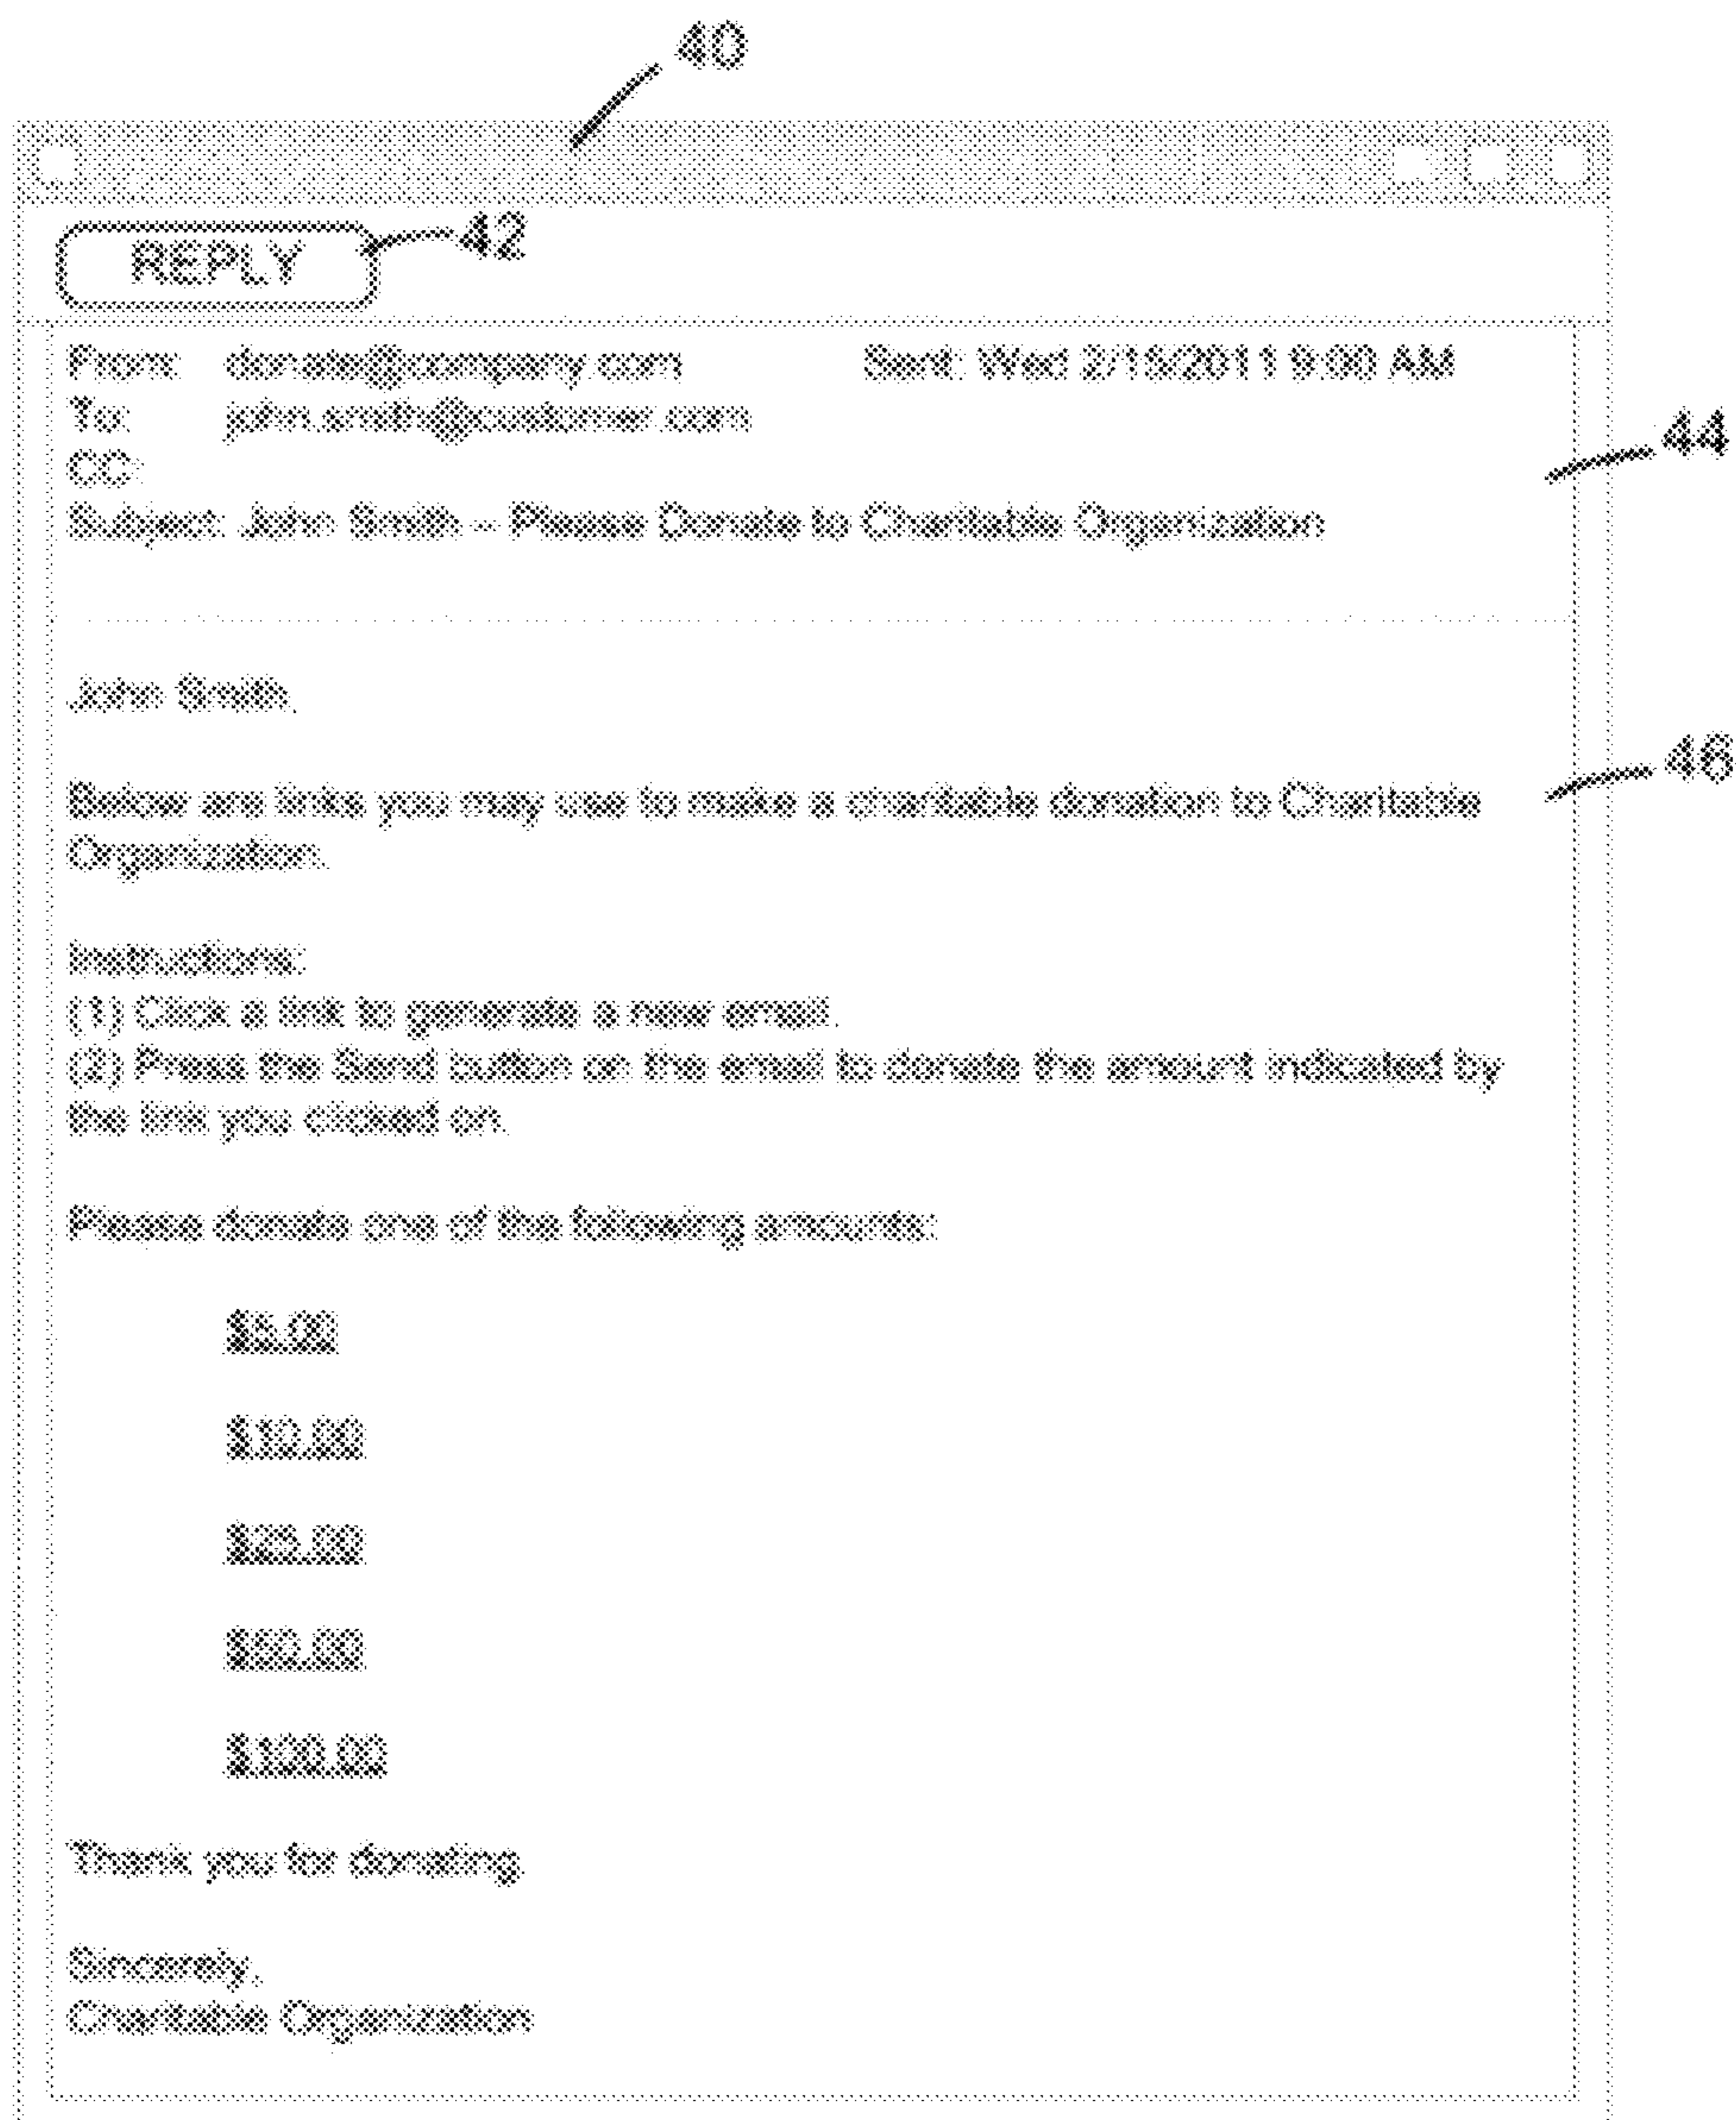 40
REPLY 42
From: donate@company.com Sent: Wed 2/15/2011 9:00 AM
To: john.smith@customer.com
CC:
44
Subject: John Smith – Please Donate to Charitable Organization
John Smith,
46
Below are links you may use to make a charitable donation to Charitable
Organization.
Instructions:
(1) Click a link to generate a new email.
(2) Press the Send button on the email to donate the amount indicated by
the link you clicked on.
Please donate one of the following amounts:
$5.00
$10.00
$25.00
$50.00
$100.00
Thank you for donating.
Sincerely,
Charitable Organization